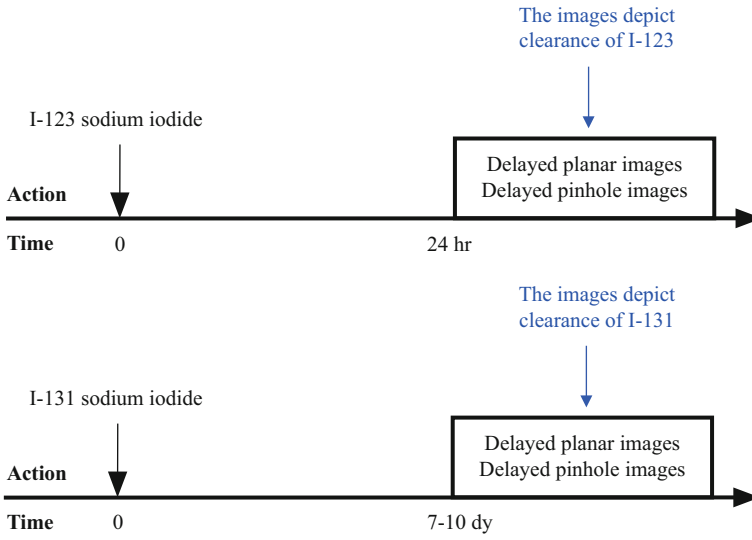 The images depict
clearance of I-123
I-123 sodium iodide
Delayed planar images
Delayed pinhole images
Action
Time 0 24 hr
The images depict
clearance of I-131
I-131 sodium iodide
Delayed planar images
Delayed pinhole images
Action
Time 0 7-10 dy